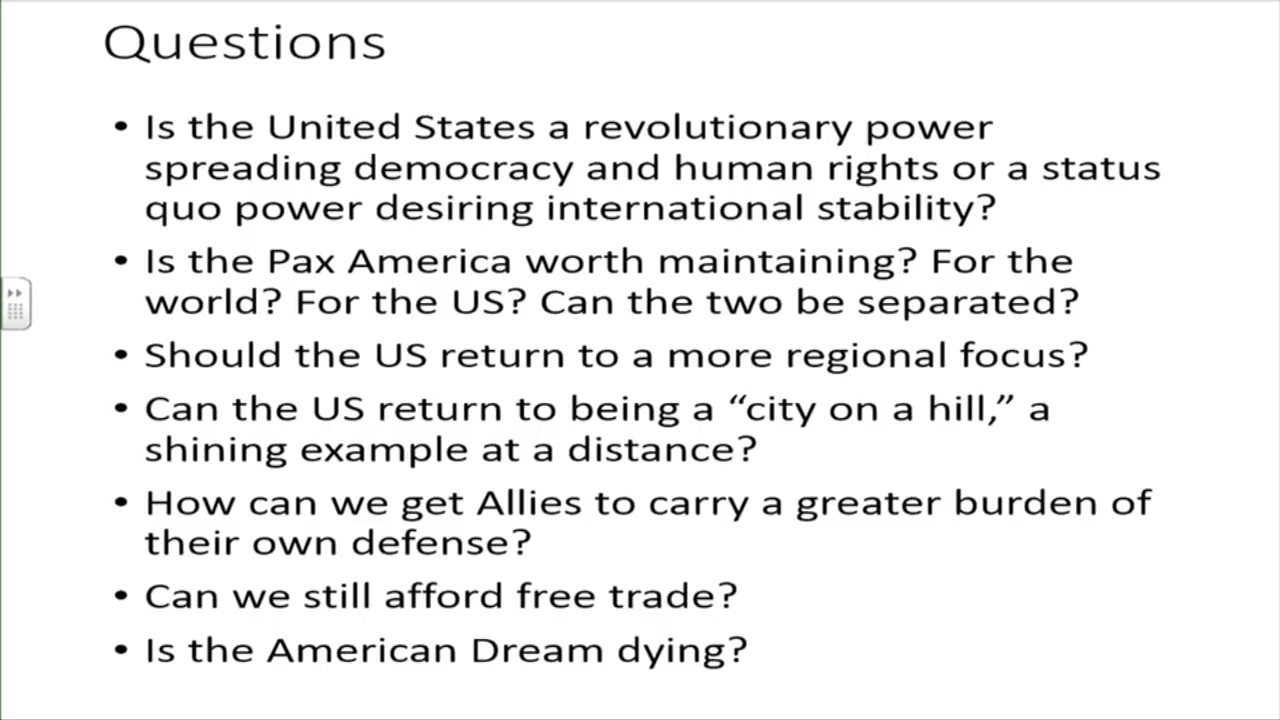 Questions
• Is the United States a revolutionary power
spreading democracy and human rights or a status
quo power desiring international stability?
• Is the Pax America worth maintaining? For the
world? For the US? Can the two be separated?
• Should the US return to a more regional focus?
• Can the US return to being a “city on a hill,” a
shining example at a distance?
• How can we get Allies to carry a greater burden of
their own defense?
• Can we still afford free trade?
• Is the American Dream dying?